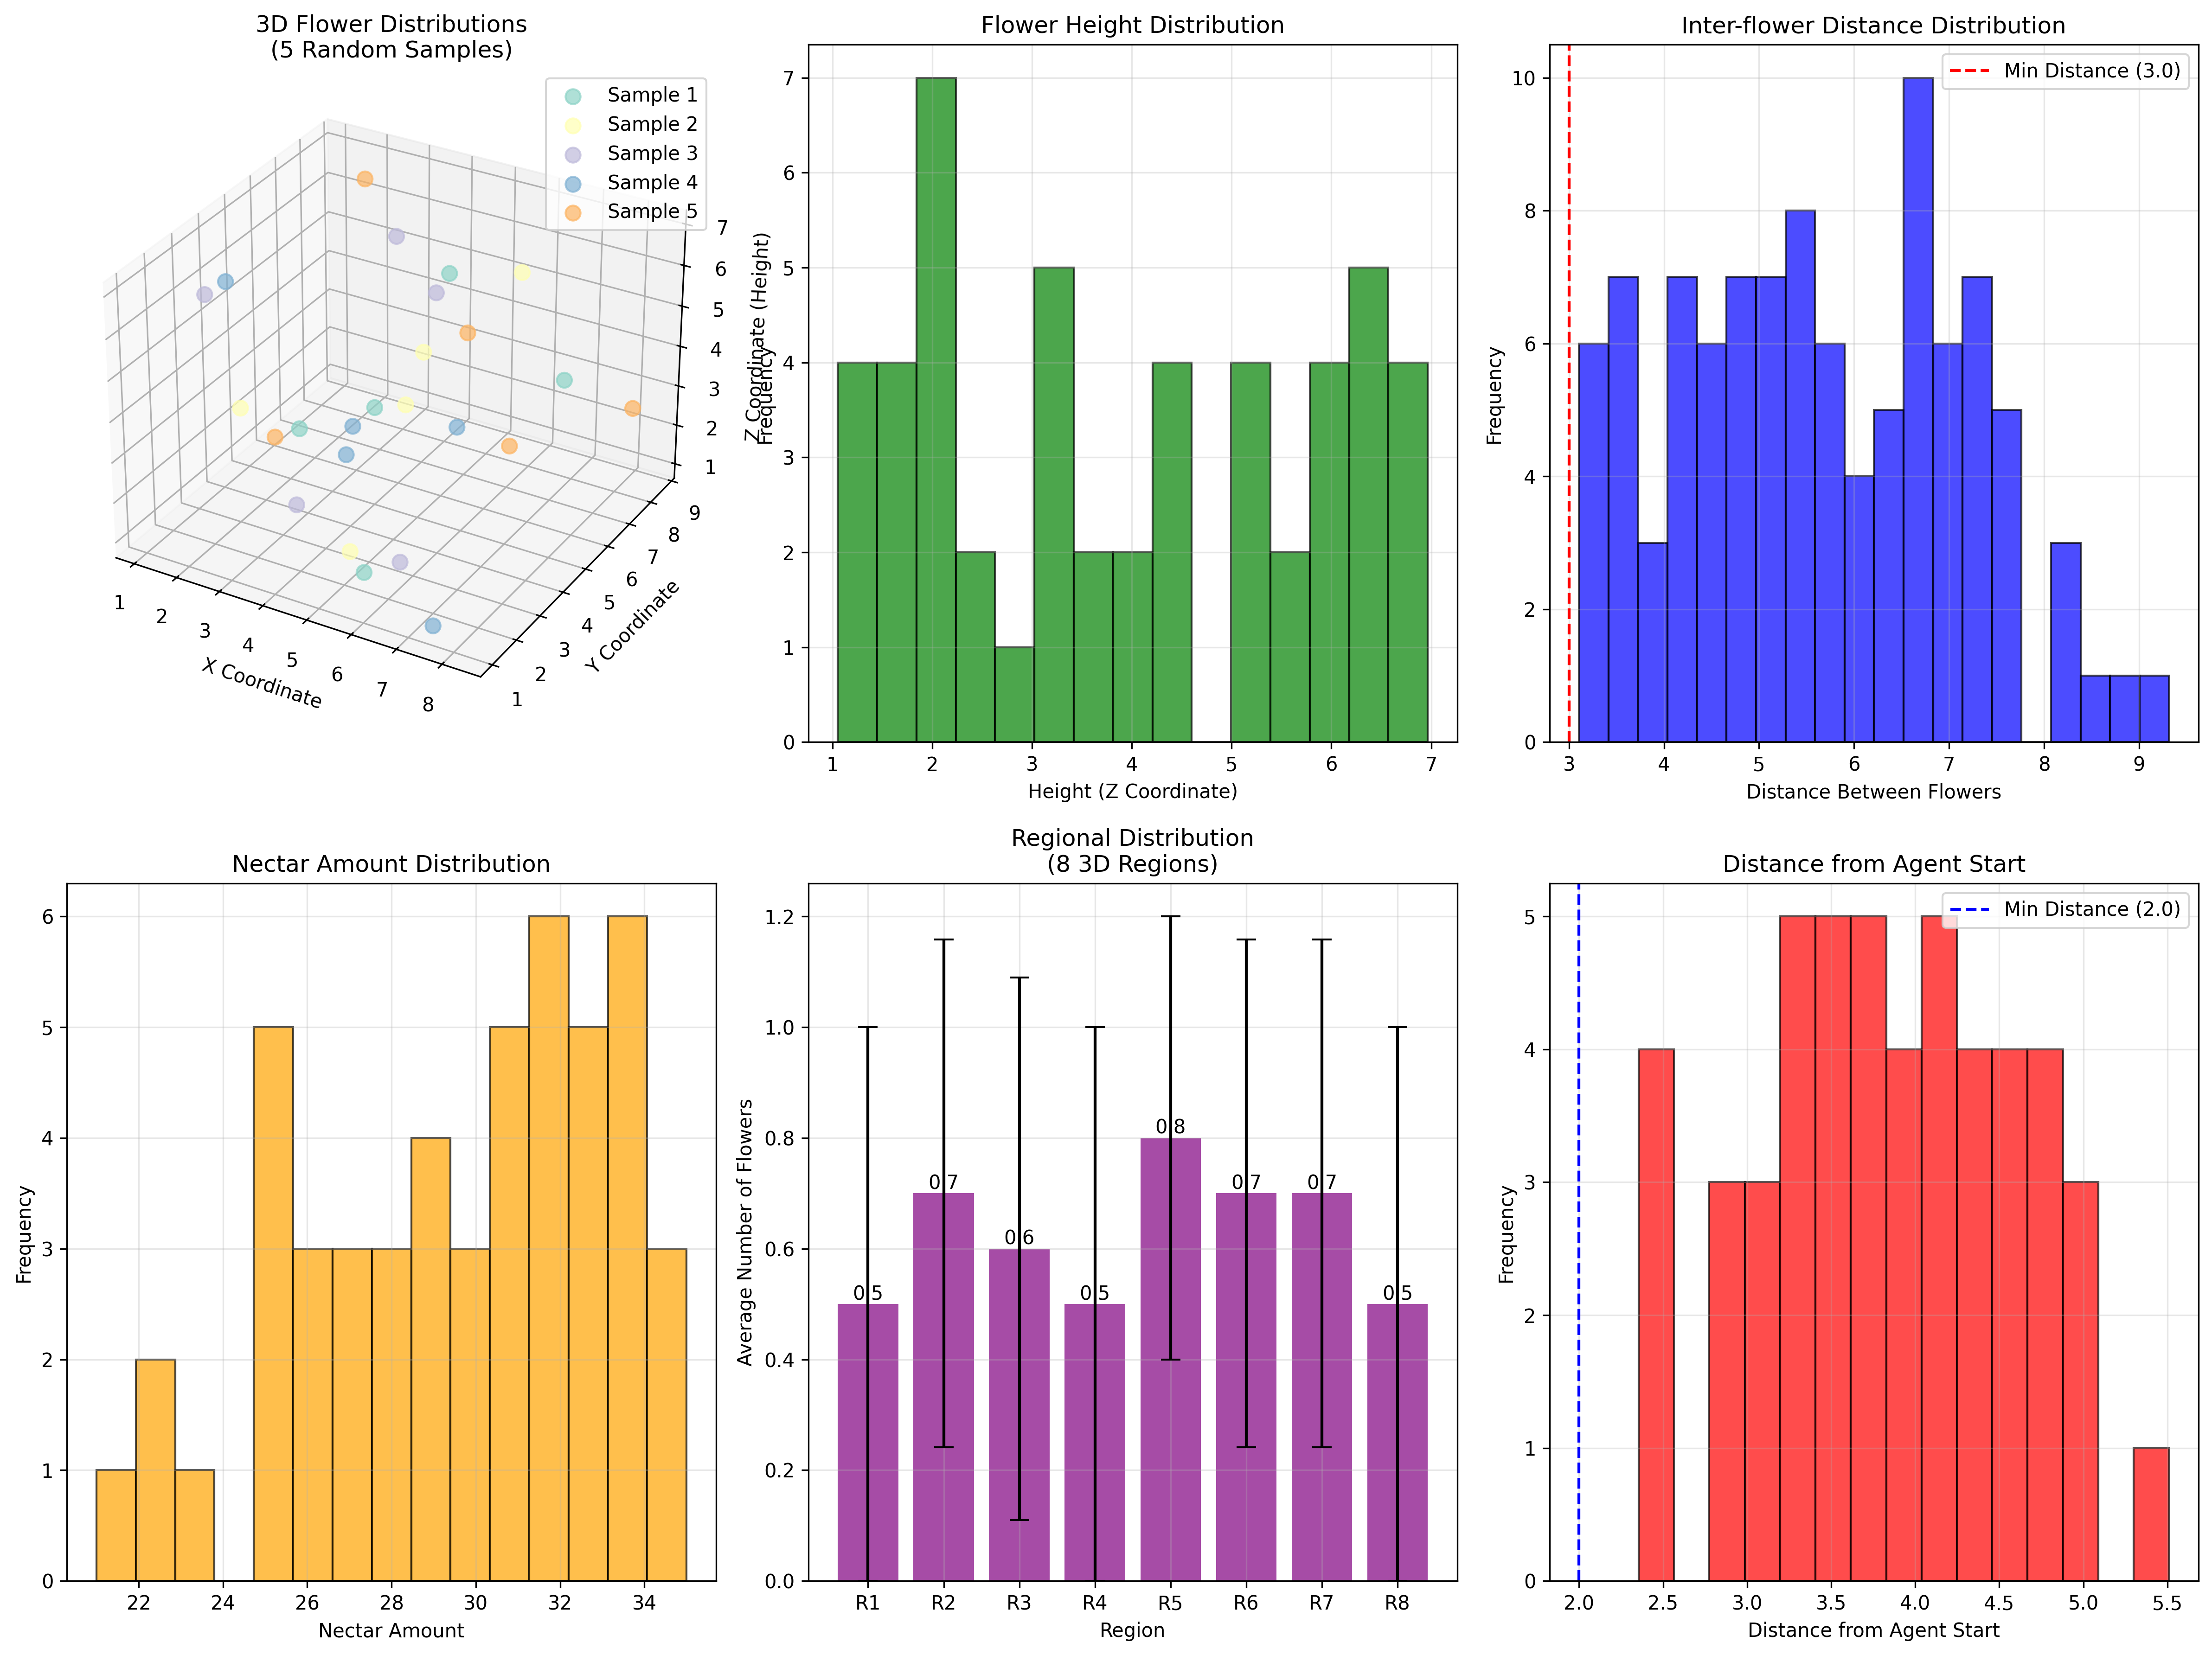 3D Flower Distributions
(5 Random Samples)
Sample 1
Sample 2
Sample 3
Sample 4
Sample 5
7
6
5
4
3
2
1
Z Coordinate (Height)
9
8
7
6
5
4
3
2
1
Y Coordinate
1
2
3
4
5
6
7
8
X Coordinate
Flower Height Distribution
Frequency
7
6
5
4
3
2
1
0
1
2
3
4
5
6
7
Height (Z Coordinate)
Inter-flower Distance Distribution
Min Distance (3.0)
Frequency
10
8
6
4
2
0
3
4
5
6
7
8
9
Distance Between Flowers
Nectar Amount Distribution
Frequency
6
5
4
3
2
1
0
22
24
26
28
30
32
34
Nectar Amount
Regional Distribution
(8 3D Regions)
Average Number of Flowers
1.2
1.0
0.8
0.6
0.4
0.2
0.0
0.5
0.7
0.6
0.5
0.8
0.7
0.7
0.5
R1
R2
R3
R4
R5
R6
R7
R8
Region
Distance from Agent Start
Min Distance (2.0)
Frequency
5
4
3
2
1
0
2.0
2.5
3.0
3.5
4.0
4.5
5.0
5.5
Distance from Agent Start